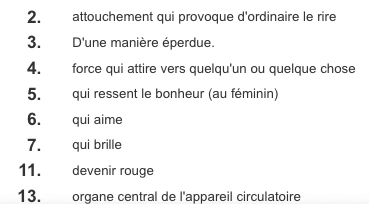 2. attouchement qui provoque d'ordinaire le rire
3. D'une manière éperdue.
4. force qui attire vers quelqu'un ou quelque chose
5. qui ressent le bonheur (au féminin)
6. qui aime
7. qui brille
11. devenir rouge
13. organe central de l'appareil circulatoire